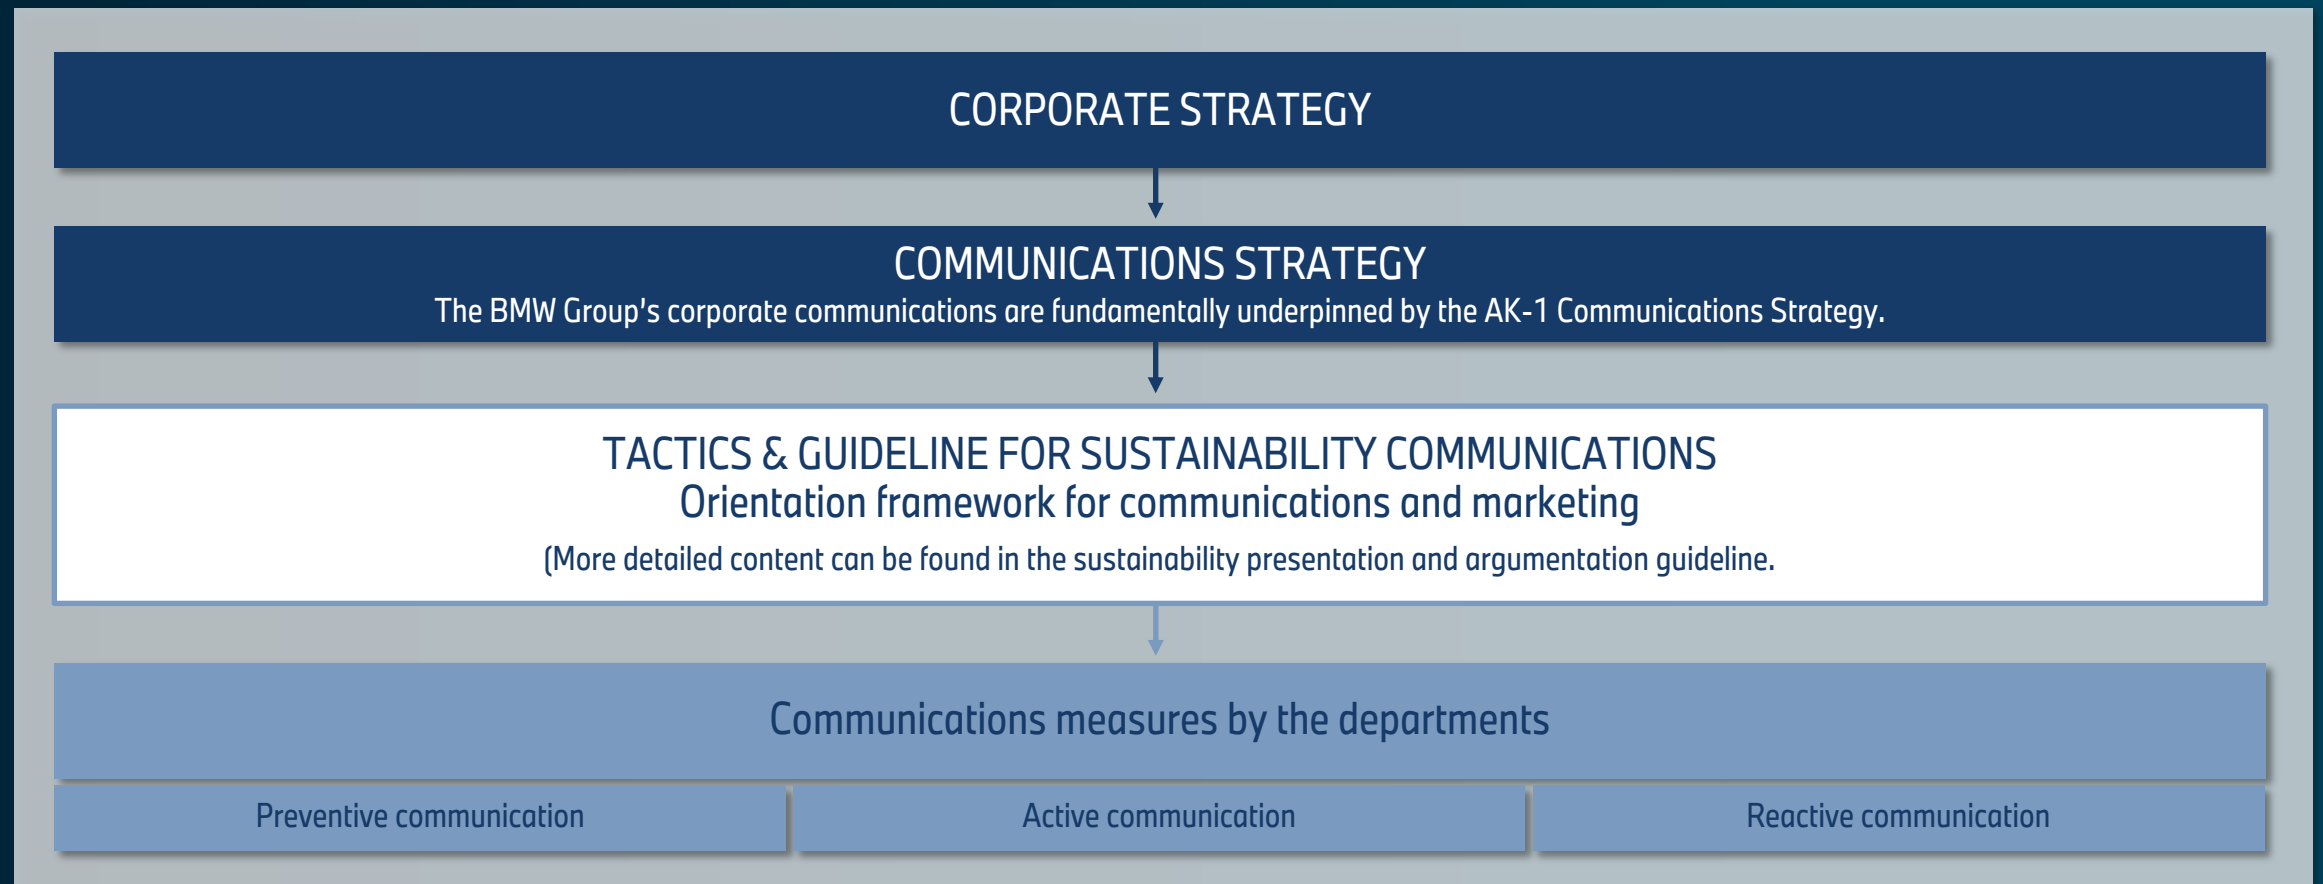 CORPORATE STRATEGY
COMMUNICATIONS STRATEGY
The BMW Group's corporate communications are fundamentally underpinned by the AK-1 Communications Strategy.
TACTICS & GUIDELINE FOR SUSTAINABILITY COMMUNICATIONS
Orientation framework for communications and marketing
(More detailed content can be found in the sustainability presentation and argumentation guideline.
Communications measures by the departments
Preventive communication
Active communication
Reactive communication